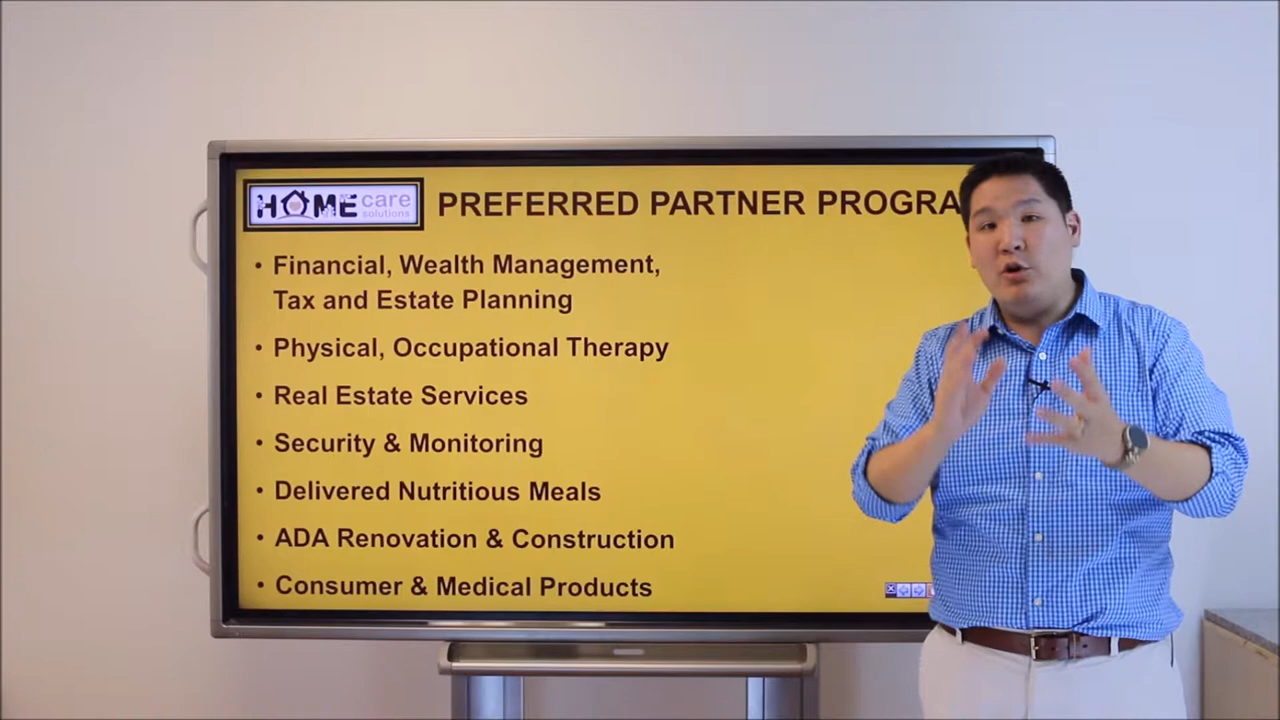 HOME care
solutions
PREFERRED PARTNER PROGRA
• Financial, Wealth Management,
Tax and Estate Planning
• Physical, Occupational Therapy
• Real Estate Services
• Security & Monitoring
• Delivered Nutritious Meals
• ADA Renovation & Construction
• Consumer & Medical Products